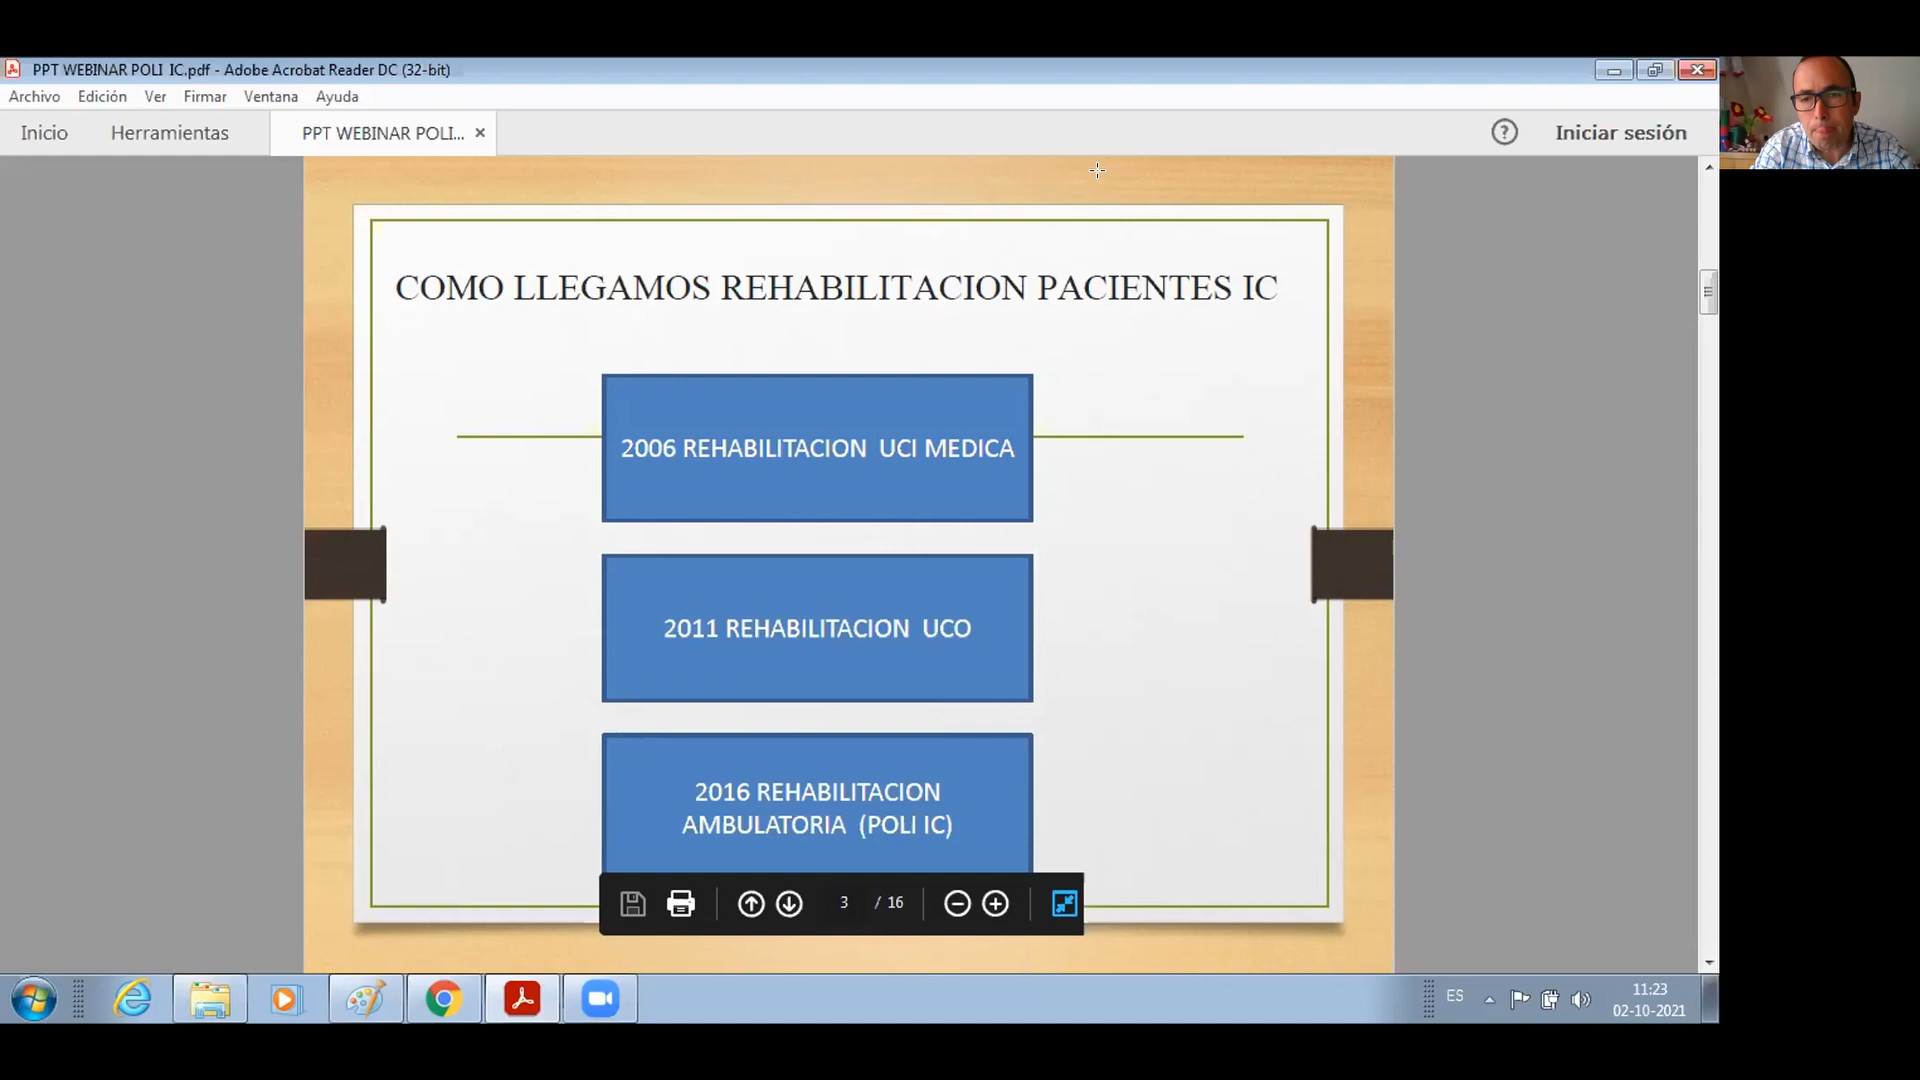 PPT WEBINAR POLI IC.pdf - Adobe Acrobat Reader DC (32-bit)
Archivo Edición Ver Firmar Ventana Ayuda
Inicio Herramientas PPT WEBINAR POLI... Iniciar sesión
COMO LLEGAMOS REHABILITACION PACIENTES IC
2006 REHABILITACION UCI MEDICA
2011 REHABILITACION UCO
2016 REHABILITACION
AMBULATORIA (POLI IC)
3 / 16
ES
11:23
02-10-2021